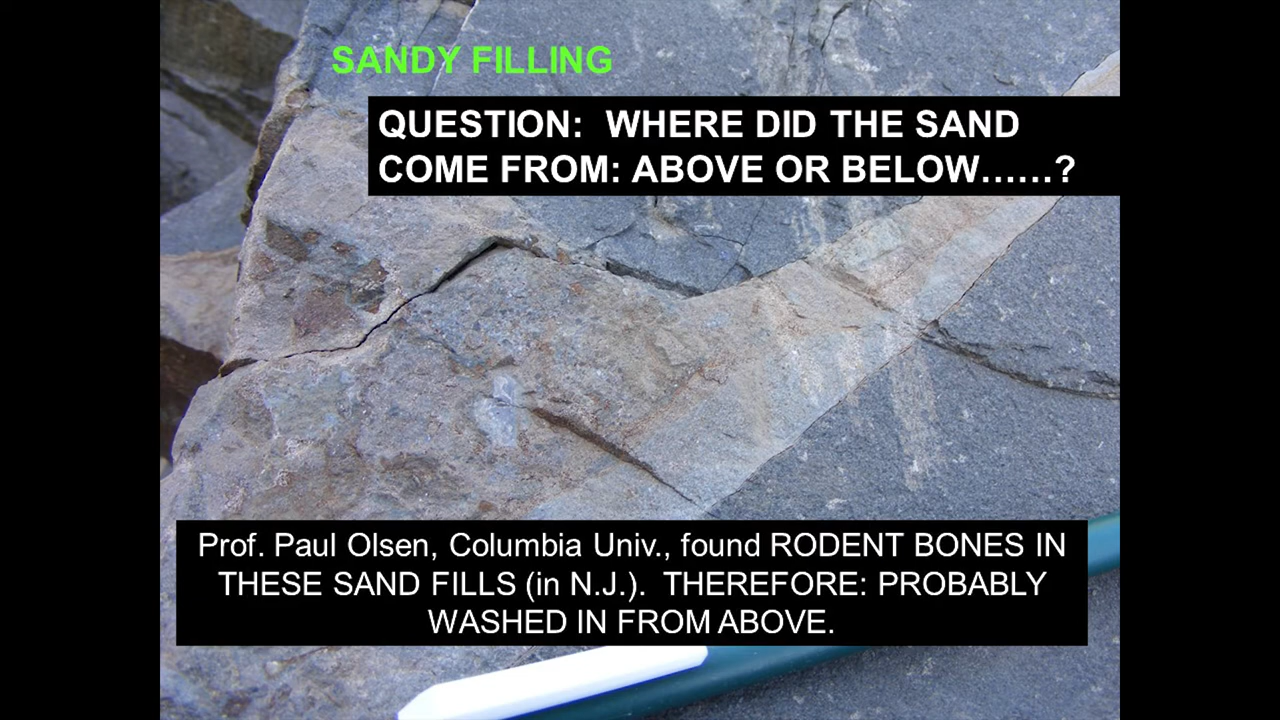 SANDY FILLING
QUESTION:  WHERE DID THE SAND
COME FROM: ABOVE OR BELOW......?
Prof. Paul Olsen, Columbia Univ., found RODENT BONES IN
THESE SAND FILLS (in N.J.).  THEREFORE: PROBABLY
WASHED IN FROM ABOVE.